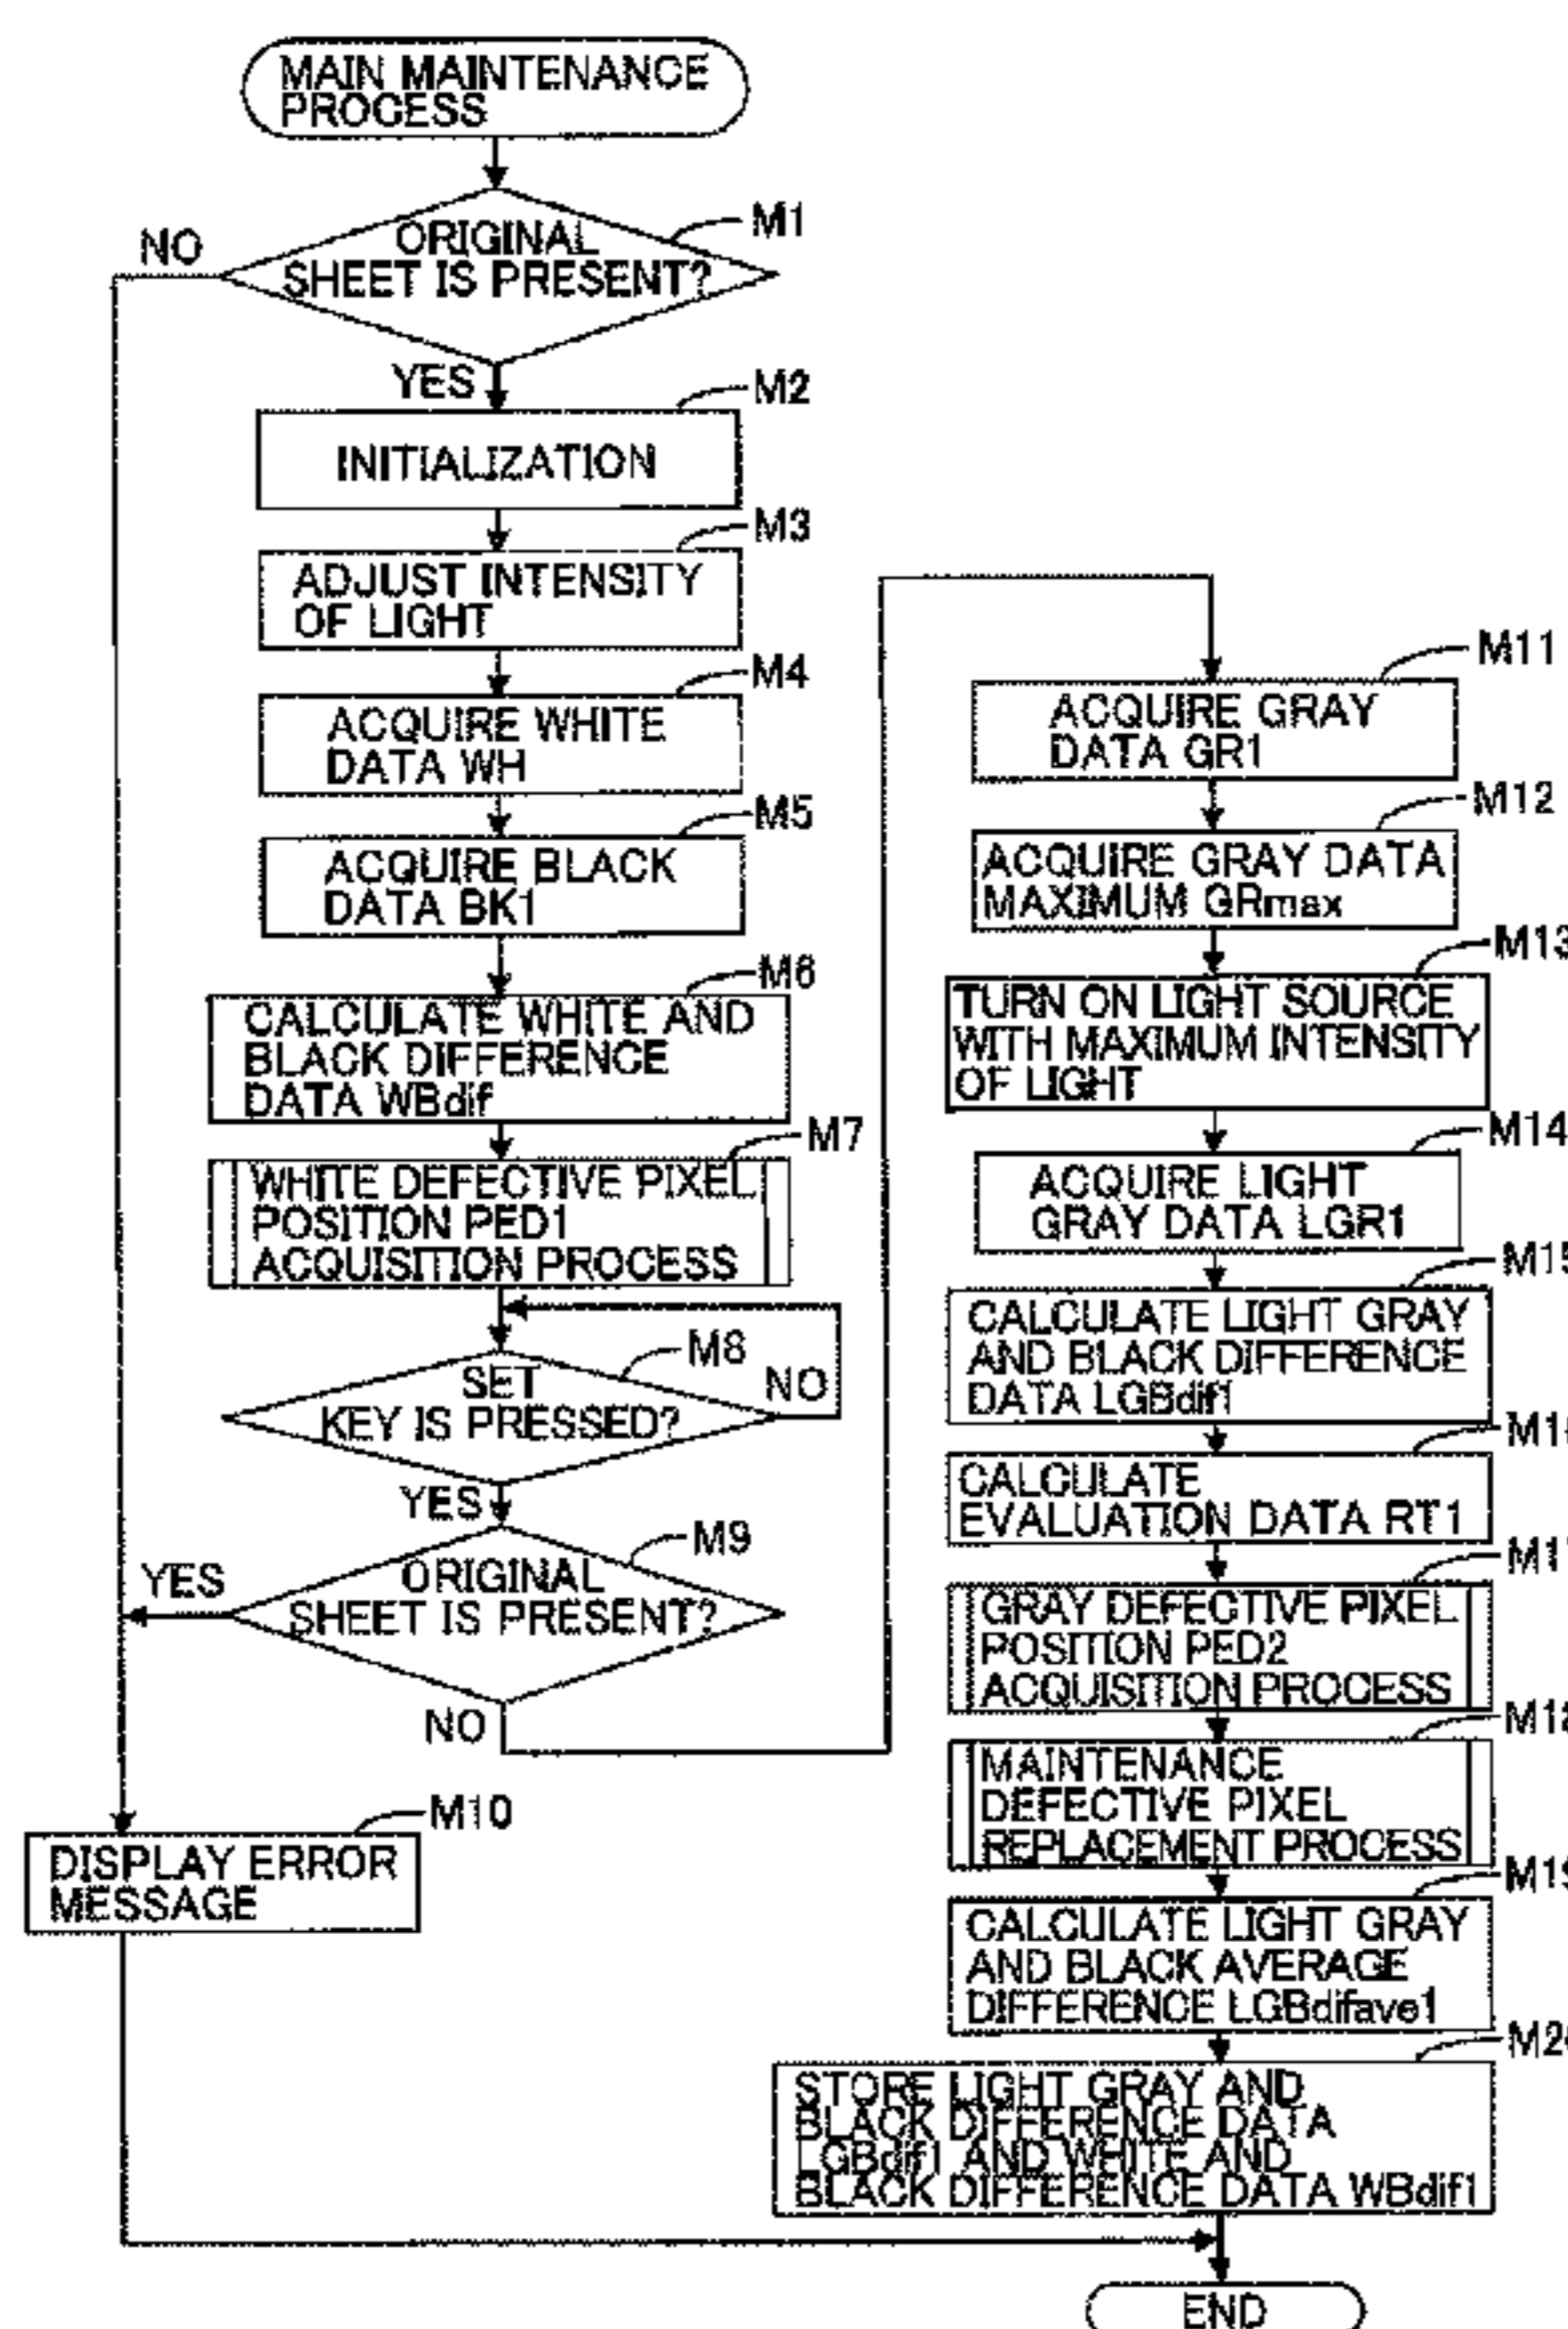 MAIN MAINTENANCE
PROCESS
M1
NO
ORIGINAL
SHEET IS PRESENT?
YES
M2
INITIALIZATION
M3
ADJUST INTENSITY
OF LIGHT
M4
ACQUIRE WHITE
DATA WH
M5
ACQUIRE BLACK
DATA BK1
M6
CALCULATE WHITE AND
BLACK DIFFERENCE
DATA WBdif
M7
WHITE DEFECTIVE PIXEL
POSITION PED1
ACQUISITION PROCESS
M8
SET
KEY IS PRESSED?
NO
YES
M9
YES
ORIGINAL
SHEET IS PRESENT?
NO
M10
DISPLAY ERROR
MESSAGE
M11
ACQUIRE GRAY
DATA GR1
M12
ACQUIRE GRAY DATA
MAXIMUM GRmax
M13
TURN ON LIGHT SOURCE
WITH MAXIMUM INTENSITY
OF LIGHT
M14
ACQUIRE LIGHT
GRAY DATA LGR1
M15
CALCULATE LIGHT GRAY
AND BLACK DIFFERENCE
DATA LGBdif1
CALCULATE
EVALUATION DATA RT1
GRAY DEFECTIVE PIXEL
POSITION PED2
ACQUISITION PROCESS
MAINTENANCE
DEFECTIVE PIXEL
REPLACEMENT PROCESS
CALCULATE LIGHT GRAY
AND BLACK AVERAGE
DIFFERENCE LGBdifave1
STORE LIGHT GRAY AND
BLACK DIFFERENCE DATA
LGBdif1 AND WHITE AND
BLACK DIFFERENCE DATA WBdif1
END